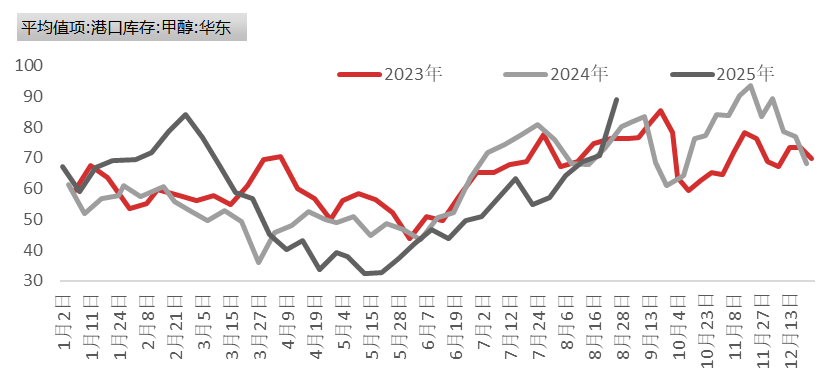 平均值项:港口库存:甲醇:华东
2023年
2024年
2025年
100
90
80
70
60
50
40
30
1月2日
1月11日
1月24日
2月8日
2月21日
3月5日
3月15日
3月27日
4月9日
4月19日
5月4日
5月15日
5月28日
6月7日
6月19日
7月2日
7月12日
7月24日
8月5日
8月16日
8月28日
9月13日
10月4日
10月23日
11月8日
11月27日
12月13日